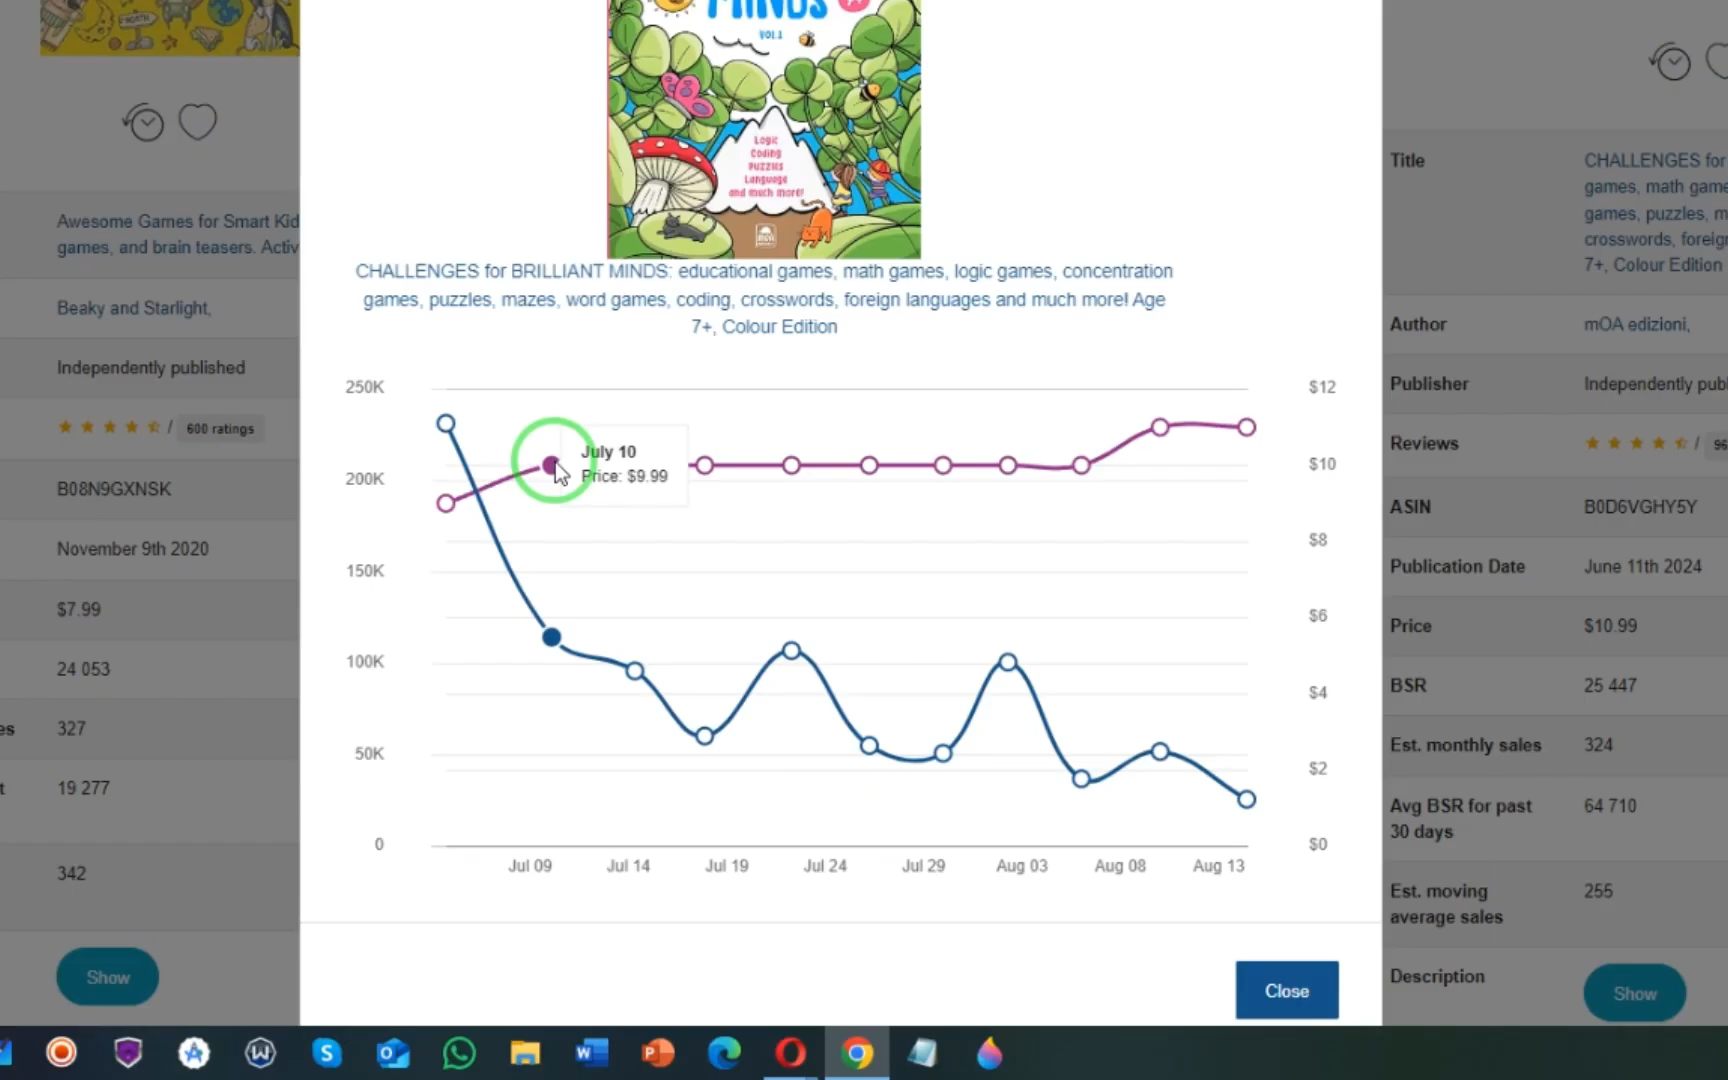 NORTH
MINDS
VOL.1
Logic
Coding
PUZZLES
Language
and much more!
mOA
CHALLENGES for BRILLIANT MINDS: educational games, math games, logic games, concentration
games, puzzles, mazes, word games, coding, crosswords, foreign languages and much more! Age
7+, Colour Edition
Awesome Games for Smart Kid
games, and brain teasers. Activ
Beaky and Starlight,
Independently published
/ 600 ratings
B08N9GXNSK
November 9th 2020
$7.99
24 053
es 327
t 19 277
342
Show
250K
200K
150K
100K
50K
0
July 10
Price: $9.99
$12
$10
$8
$6
$4
$2
$0
Jul 09 Jul 14 Jul 19 Jul 24 Jul 29 Aug 03 Aug 08 Aug 13
Close
Title CHALLENGES for
games, math game
games, puzzles, m
crosswords, foreig
7+, Colour Edition
Author mOA edizioni,
Publisher Independently publ
Reviews / 96
ASIN B0D6VGHY5Y
Publication Date June 11th 2024
Price $10.99
BSR 25 447
Est. monthly sales 324
Avg BSR for past 64 710
30 days
Est. moving 255
average sales
Description Show